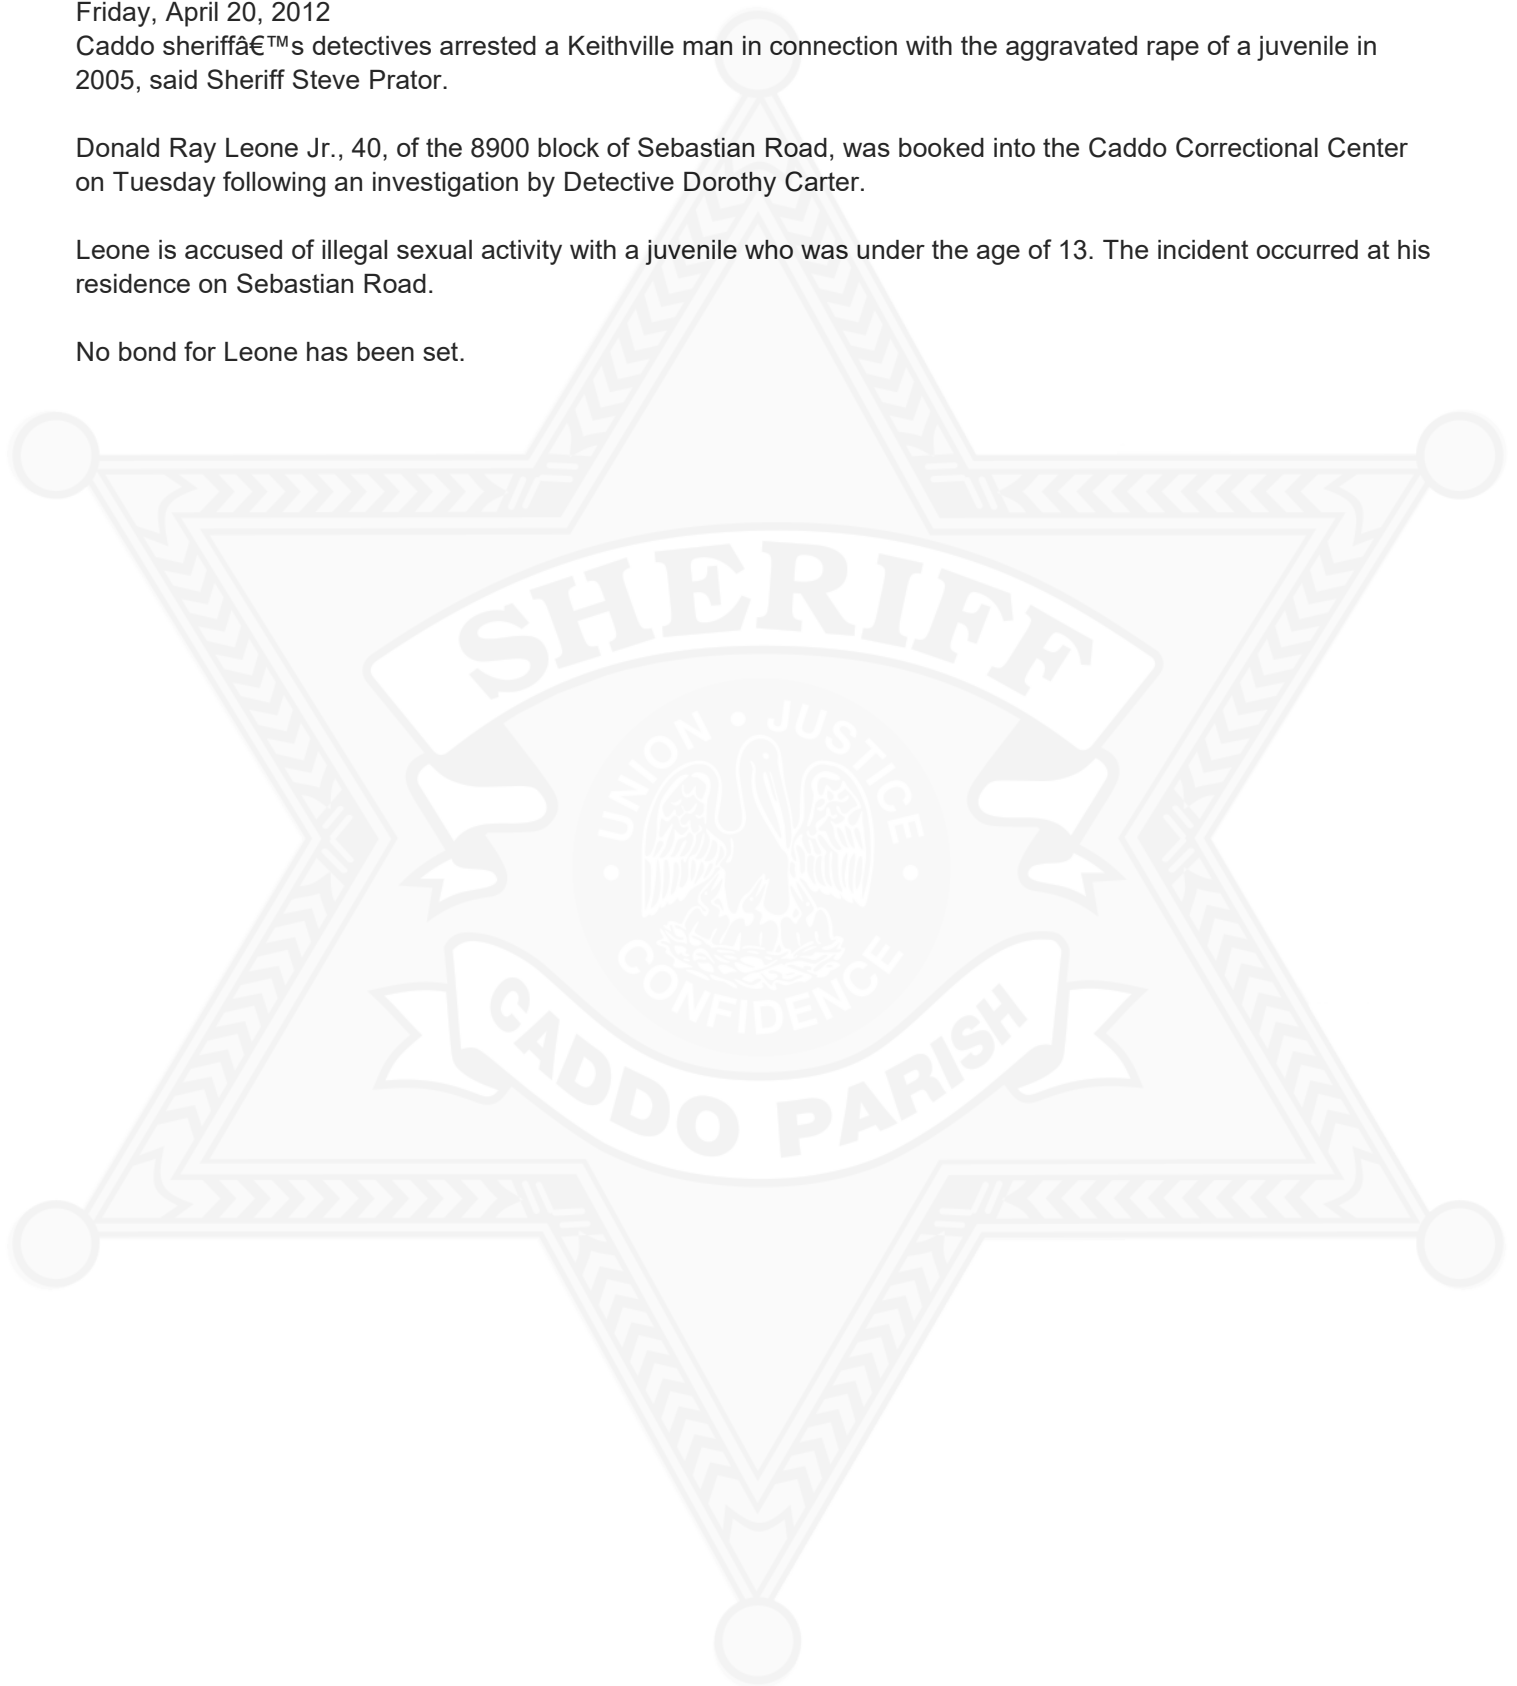 Friday, April 20, 2012
Caddo sheriffâ€™s detectives arrested a Keithville man in connection with the aggravated rape of a juvenile in
2005, said Sheriff Steve Prator.
Donald Ray Leone Jr., 40, of the 8900 block of Sebastian Road, was booked into the Caddo Correctional Center
on Tuesday following an investigation by Detective Dorothy Carter.
Leone is accused of illegal sexual activity with a juvenile who was under the age of 13. The incident occurred at his
residence on Sebastian Road.
No bond for Leone has been set.
SHERIFF
UNION • JUSTICE
• CONFIDENCE •
CADDO PARISH